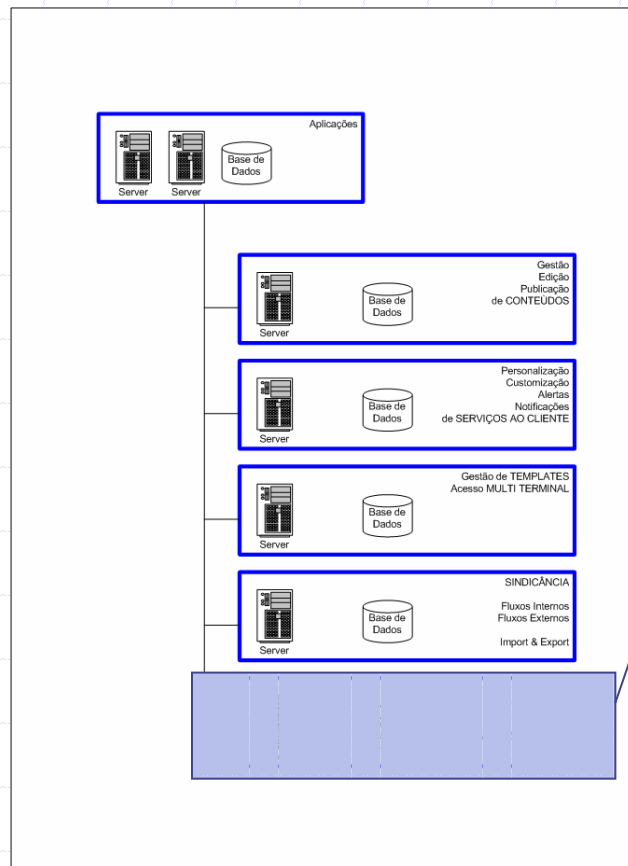 Aplicações
Base de
Dados
Server
Server
Gestão
Edição
Publicação
de CONTEÚDOS
Base de
Dados
Server
Personalização
Customização
Alertas
Notificações
de SERVIÇOS AO CLIENTE
Base de
Dados
Server
Gestão de TEMPLATES
Acesso MULTI TERMINAL
Base de
Dados
Server
SINDICÂNCIA
Fluxos Internos
Fluxos Externos
Import & Export
Base de
Dados
Server